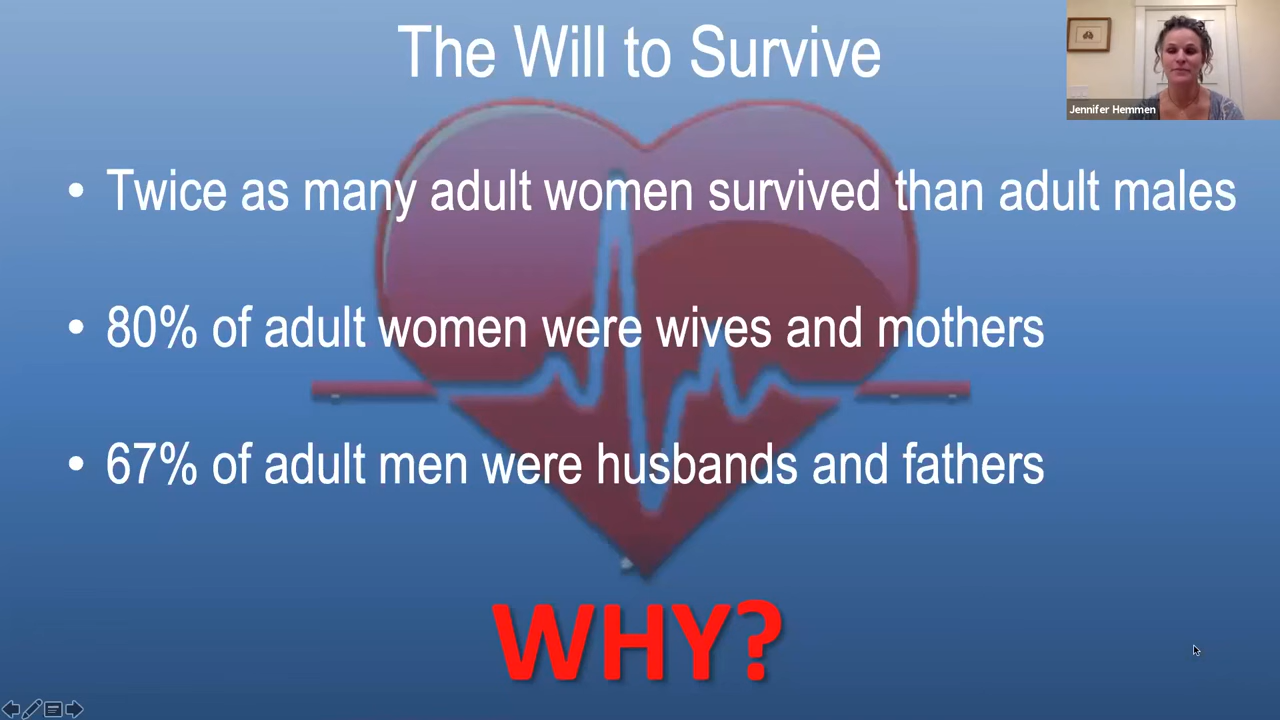 The Will to Survive
Jennifer Hemmen
• Twice as many adult women survived than adult males
• 80% of adult women were wives and mothers
• 67% of adult men were husbands and fathers
WHY?